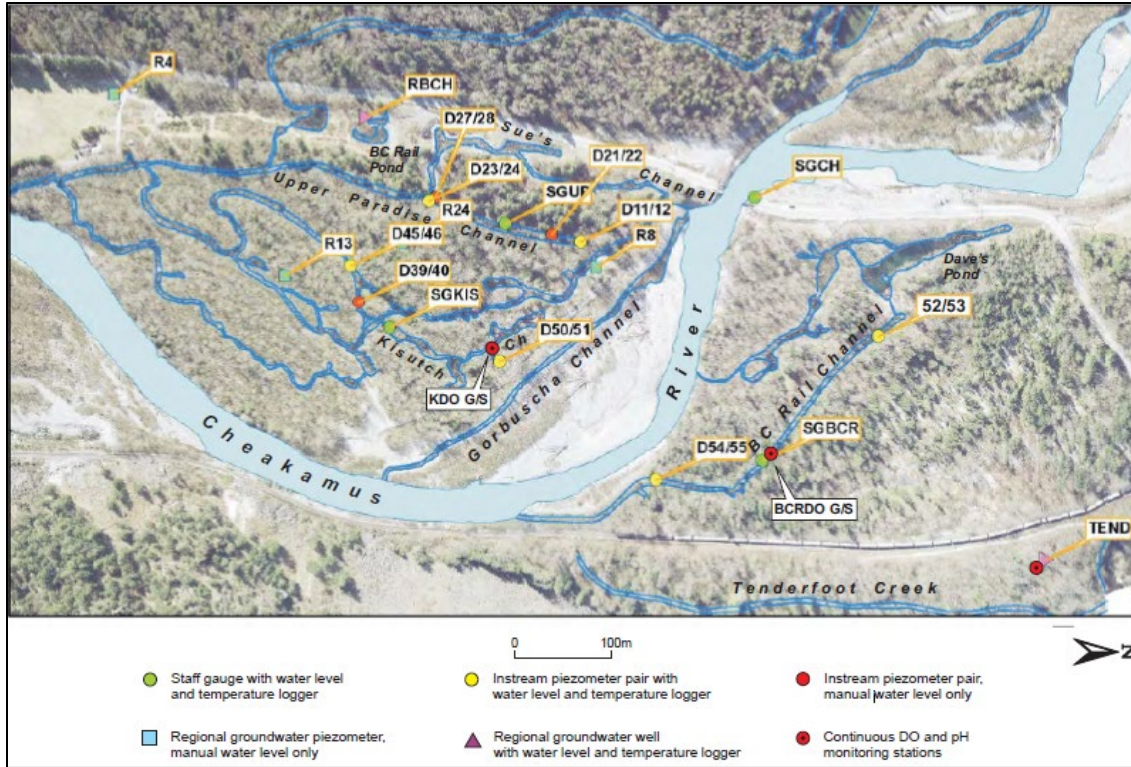 R4
RBCH
D27/28
Sue's
BC Rail
Pond
D23/24
D21/22
Channel
SGCH
Upper Paradise Channel
R24
SGUP
D11/12
R13
D45/46
R8
Dave's
Pond
D39/40
SGKIS
52/53
Kisutch Ch
D50/51
KDO G/S
Gorbuscha Channel
River
BC Rail Channel
SGBCR
D54/55
Cheakamus
BCRDO G/S
TEND
Tenderfoot Creek
0 100m
Staff gauge with water level
and temperature logger
Instream piezometer pair with
water level and temperature logger
Instream piezometer pair,
manual water level only
Regional groundwater piezometer,
manual water level only
Regional groundwater well
with water level and temperature logger
Continuous DO and pH
monitoring stations